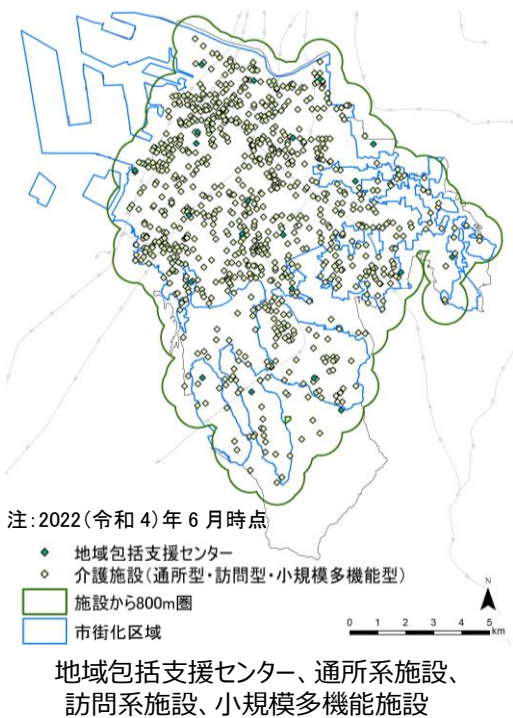 注:2022(令和4)年6月時点
地域包括支援センター
介護施設(通所型・訪問型・小規模多機能型)
施設から800m圏
市街化区域
N
0 1 2 3 4 5
km
地域包括支援センター、通所系施設、
訪問系施設、小規模多機能施設